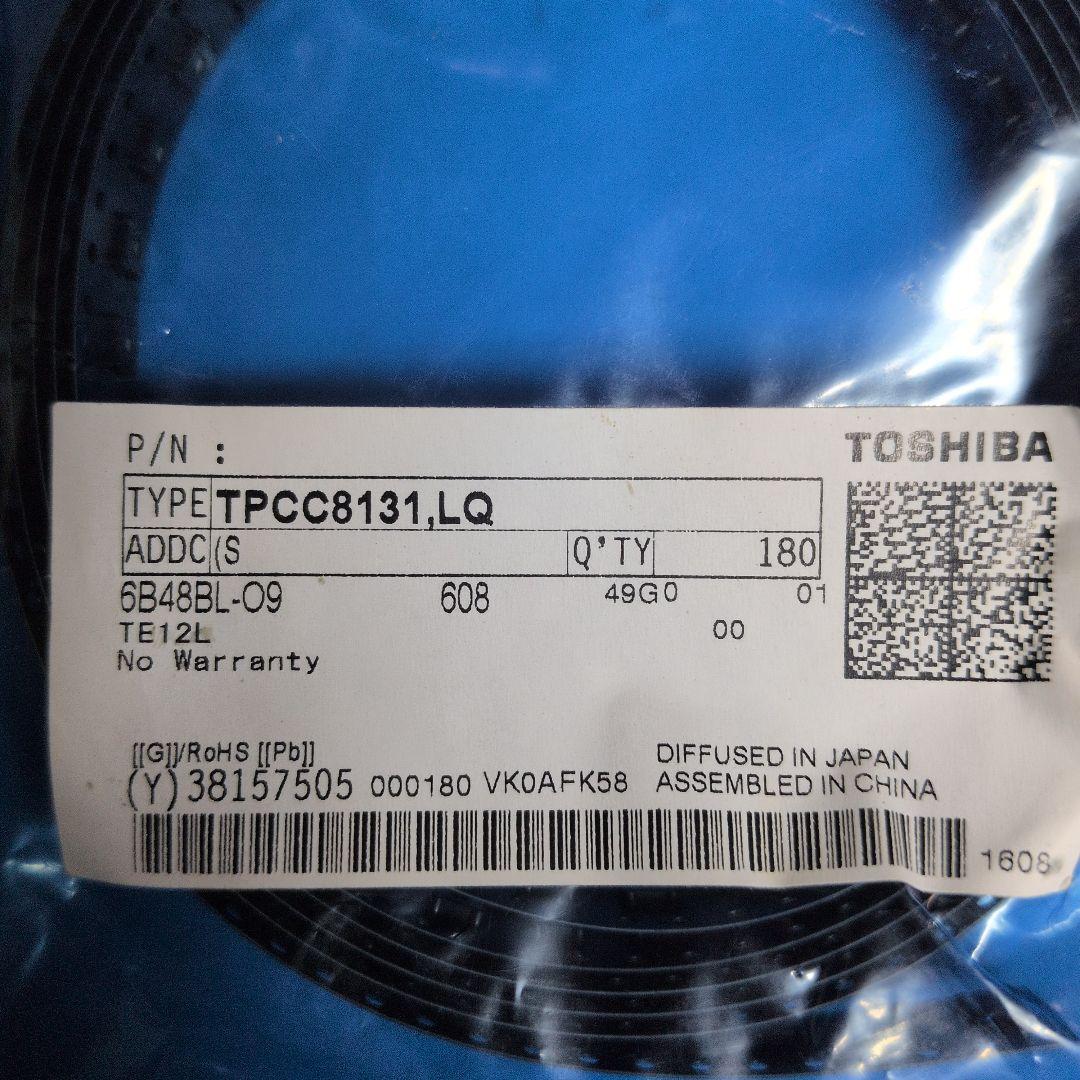 P/N :
TOSHIBA
TYPE TPCC8131,LQ
ADDC (S Q'TY 180
6B48BL-O9 608 49G0 01
TE12L 00
No Warranty
[[G]]/RoHS [[Pb]] DIFFUSED IN JAPAN
(Y)38157505 000180 VK0AFK58 ASSEMBLED IN CHINA
1608